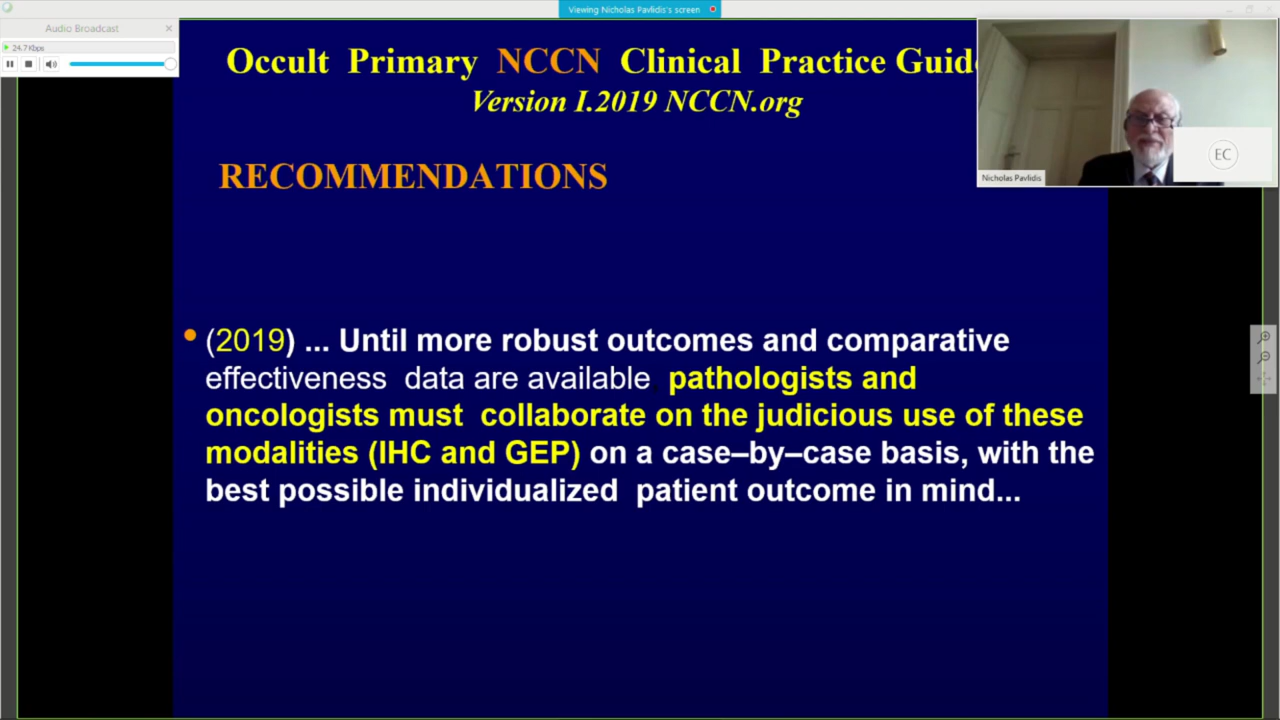 Viewing Nicholas Pavlidis's screen
Audio Broadcast
24.7Kbps
Occult Primary NCCN Clinical Practice Guide
Version I.2019 NCCN.org
EC
Nicholas Pavlidis
RECOMMENDATIONS
• (2019) ... Until more robust outcomes and comparative
effectiveness data are available pathologists and
oncologists must collaborate on the judicious use of these
modalities (IHC and GEP) on a case–by–case basis, with the
best possible individualized patient outcome in mind...